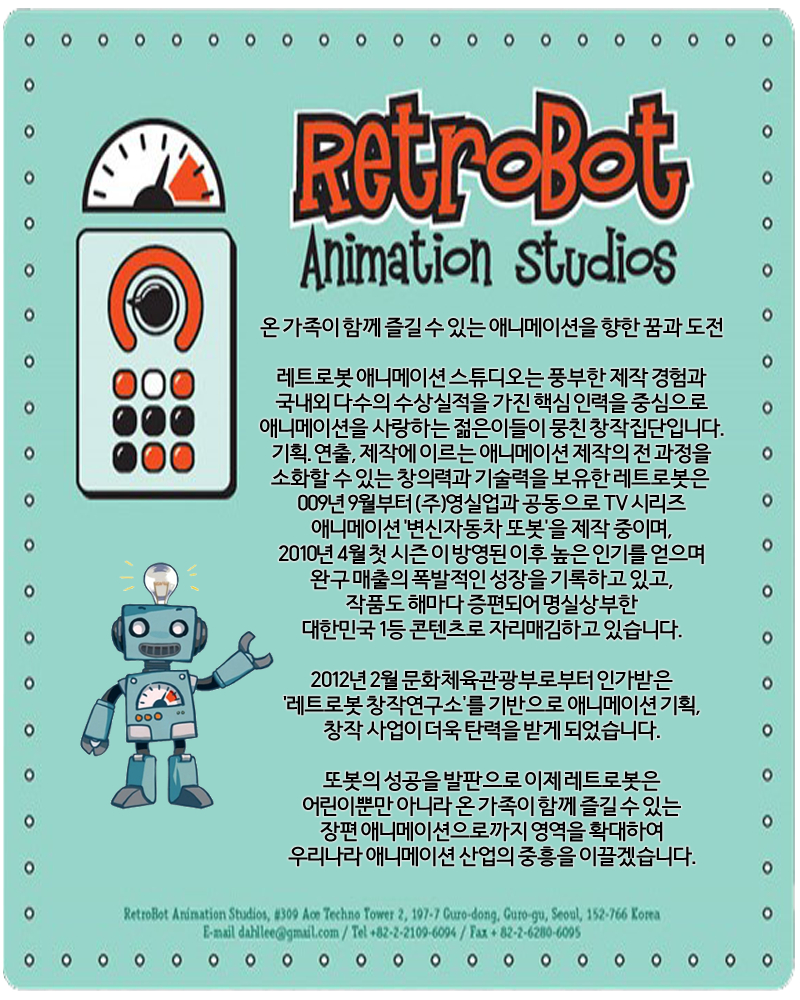 RetroBot
Animation studios
온 가족이 함께 즐길 수 있는 애니메이션을 향한 꿈과 도전
레트로봇 애니메이션 스튜디오는 풍부한 제작 경험과
국내외 다수의 수상실적을 가진 핵심 인력을 중심으로
애니메이션을 사랑하는 젊은이들이 뭉친 창작집단입니다.
기획. 연출, 제작에 이르는 애니메이션 제작의 전 과정을
소화할 수 있는 창의력과 기술력을 보유한 레트로봇은
009년 9월부터 (주)영실업과 공동으로 TV 시리즈
애니메이션 '변신자동차 또봇'을 제작 중이며,
2010년 4월 첫 시즌 이 방영된 이후 높은 인기를 얻으며
완구 매출의 폭발적인 성장을 기록하고 있고,
작품도 해마다 증편되어 명실상부한
대한민국 1등 콘텐츠로 자리매김하고 있습니다.
2012년 2월 문화체육관광부로부터 인가받은
'레트로봇 창작연구소'를 기반으로 애니메이션 기획,
창작 사업이 더욱 탄력을 받게 되었습니다.
또봇의 성공을 발판으로 이제 레트로봇은
어린이뿐만 아니라 온 가족이 함께 즐길 수 있는
장편 애니메이션으로까지 영역을 확대하여
우리나라 애니메이션 산업의 중흥을 이끌겠습니다.
RetroBot Animation Studios, #309 Ace Techno Tower 2, 197-7 Guro-dong, Guro-gu, Seoul, 152-766 Korea
E-mail dahllee@gmail.com / Tel +82-2-2109-6094 / Fax + 82-2-6280-6095